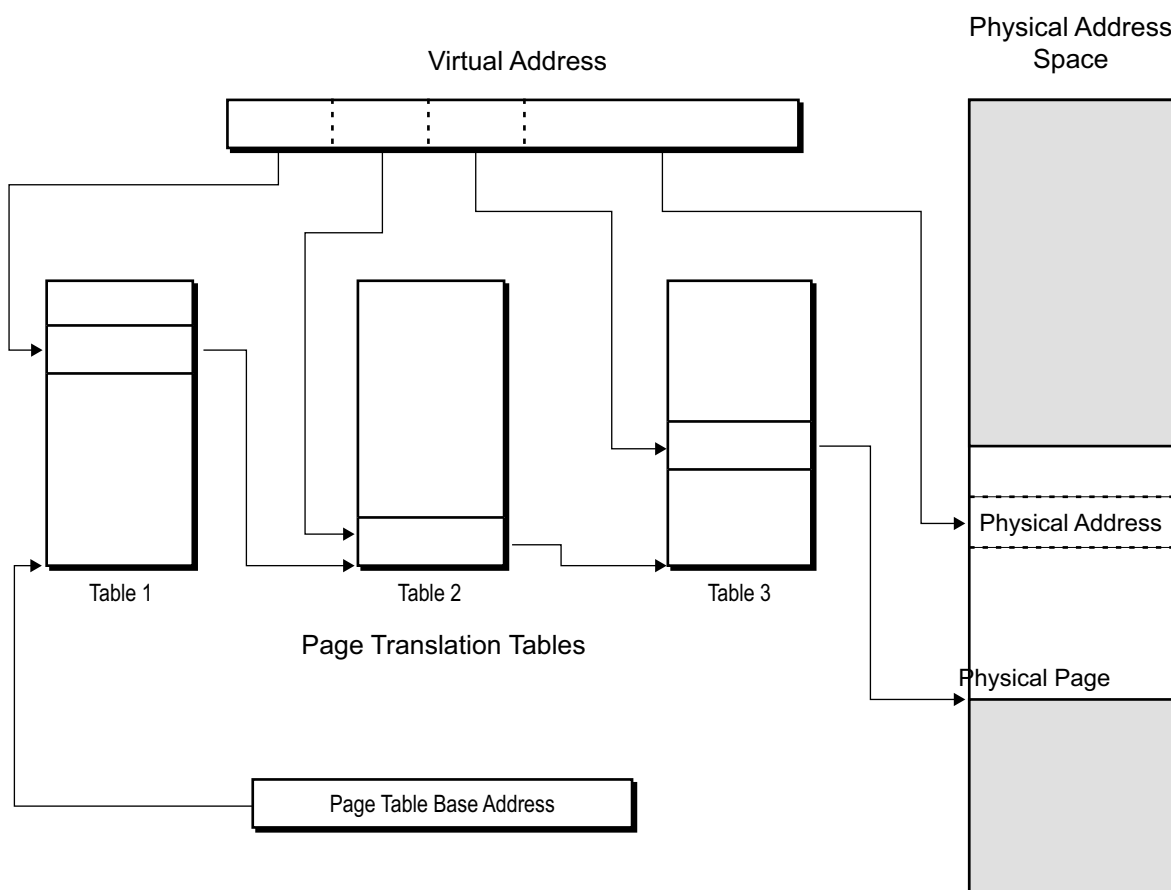 Physical Address
Space
Virtual Address
Physical Address
Table 1
Table 2
Table 3
Page Translation Tables
Physical Page
Page Table Base Address